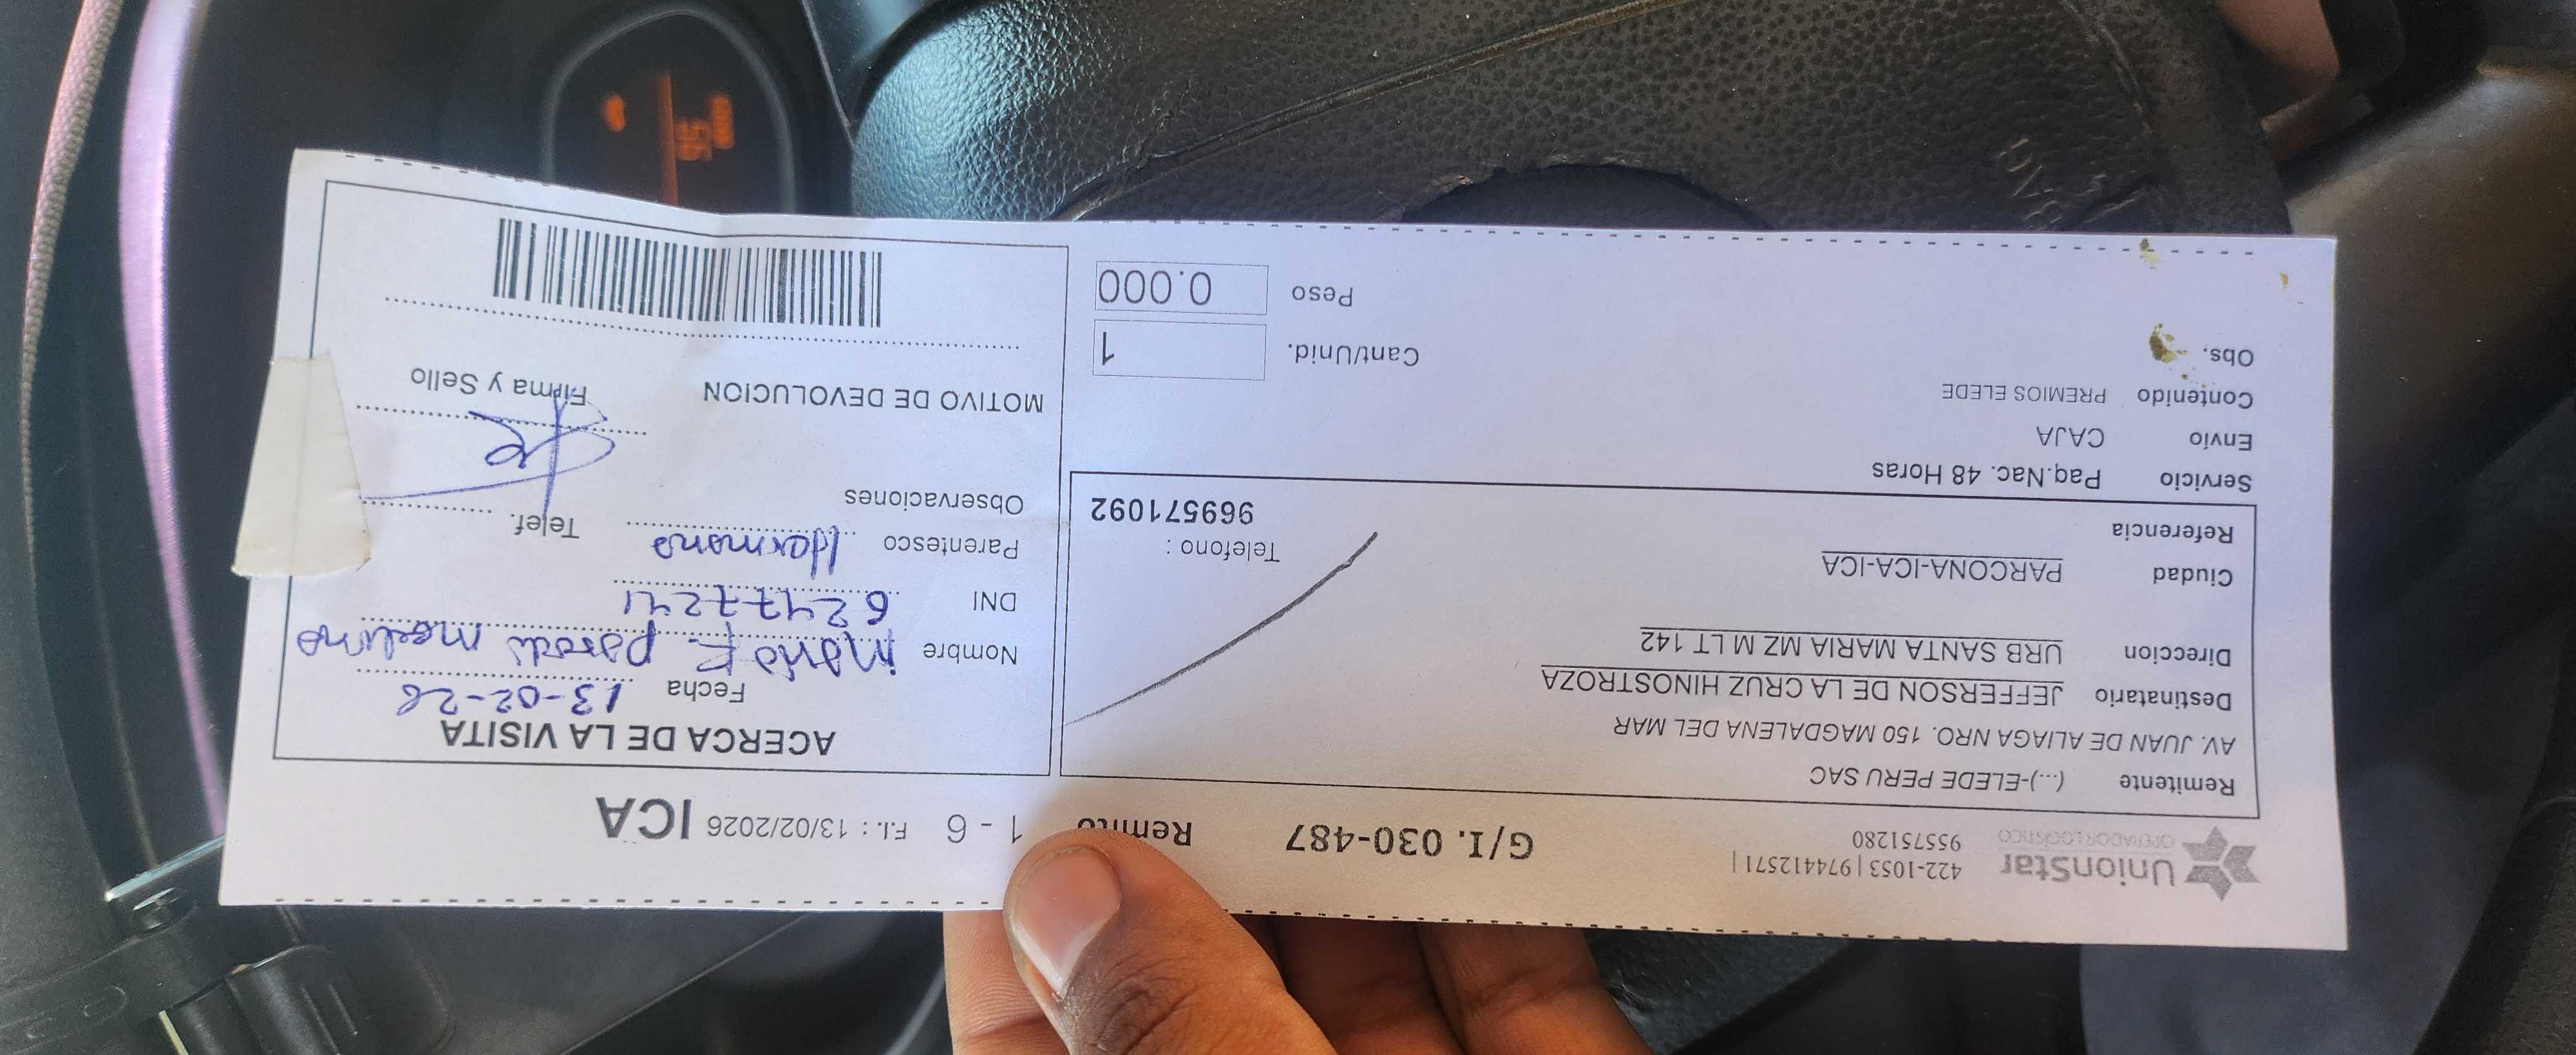 UnionStar
OPERADOR LOGISTICO
422-1053 | 974412571 |
955751280
G/I. 030-487
Remito
1 - 6
F.I. : 13/02/2026
ICA
Remitente (...)-ELEDE PERU SAC
AV. JUAN DE ALIAGA NRO. 150 MAGDALENA DEL MAR
Destinatario JEFFERSON DE LA CRUZ HINOSTROZA
Direccion URB SANTA MARIA MZ M LT 142
Ciudad PARCONA-ICA-ICA
Referencia
Telefono :
969571092
Servicio Paq.Nac. 48 Horas
Envío CAJA
Contenido PREMIOS ELEDE
Obs.
Cant/Unid. 1
Peso 0.000
ACERCA DE LA VISITA
Fecha 13-02-26
Nombre Mario E. parodi
DNI 62477241
Parentesco Hermano
Telef.
Observaciones
MOTIVO DE DEVOLUCION
Firma y Sello